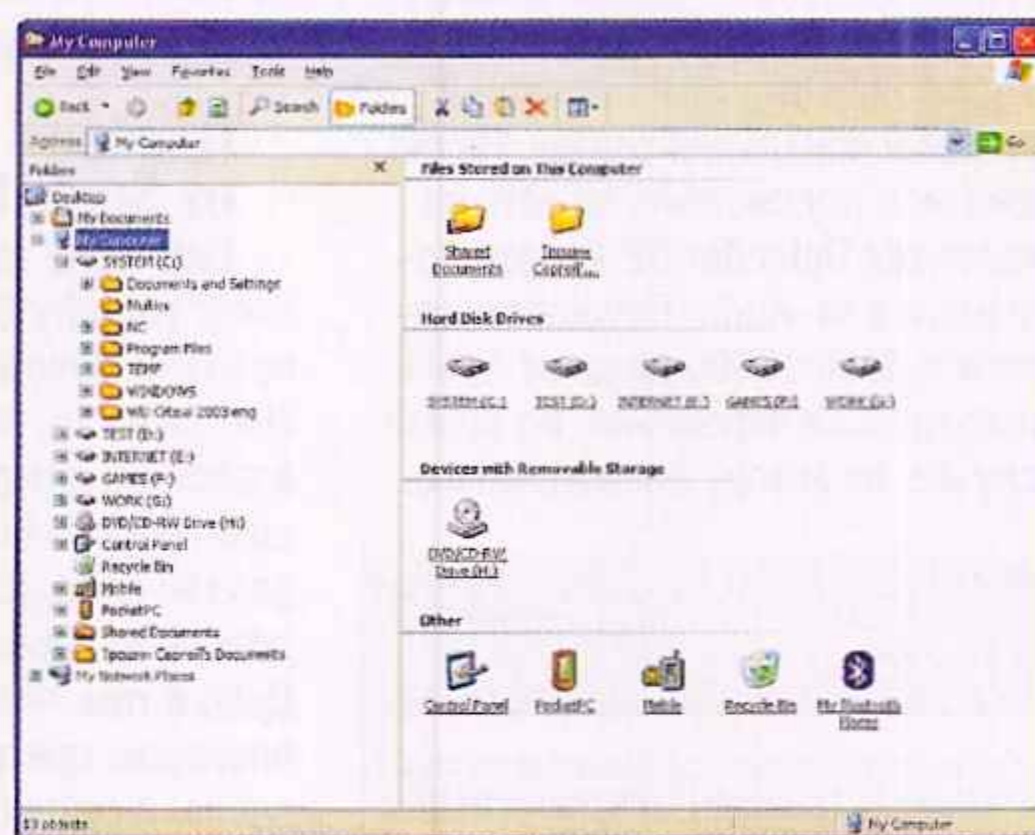 My Computer
File Edit View Favorites Tools Help
Back Search Folders
Address My Computer Go
Folders
Desktop
My Documents
My Computer
SYSTEM (C:)
Documents and Settings
NC
Program Files
TEMP
WINDOWS
2003 eng
TEST (D:)
INTERNET (E:)
GAMES (F:)
WORK (G:)
DVD/CD-RW Drive (H:)
Control Panel
Recycle Bin
Mobile
PocketPC
Shared Documents
Documents
My Network Places
Files Stored on This Computer
Shared
Documents
Hard Disk Drives
SYSTEM (C:) TEST (D:) INTERNET (E:) GAMES (F:) WORK (G:)
Devices with Removable Storage
DVD/CD-RW
Drive (H:)
Other
Control Panel PocketPC Mobile Recycle Bin My Bluetooth
Places
13 objects My Computer